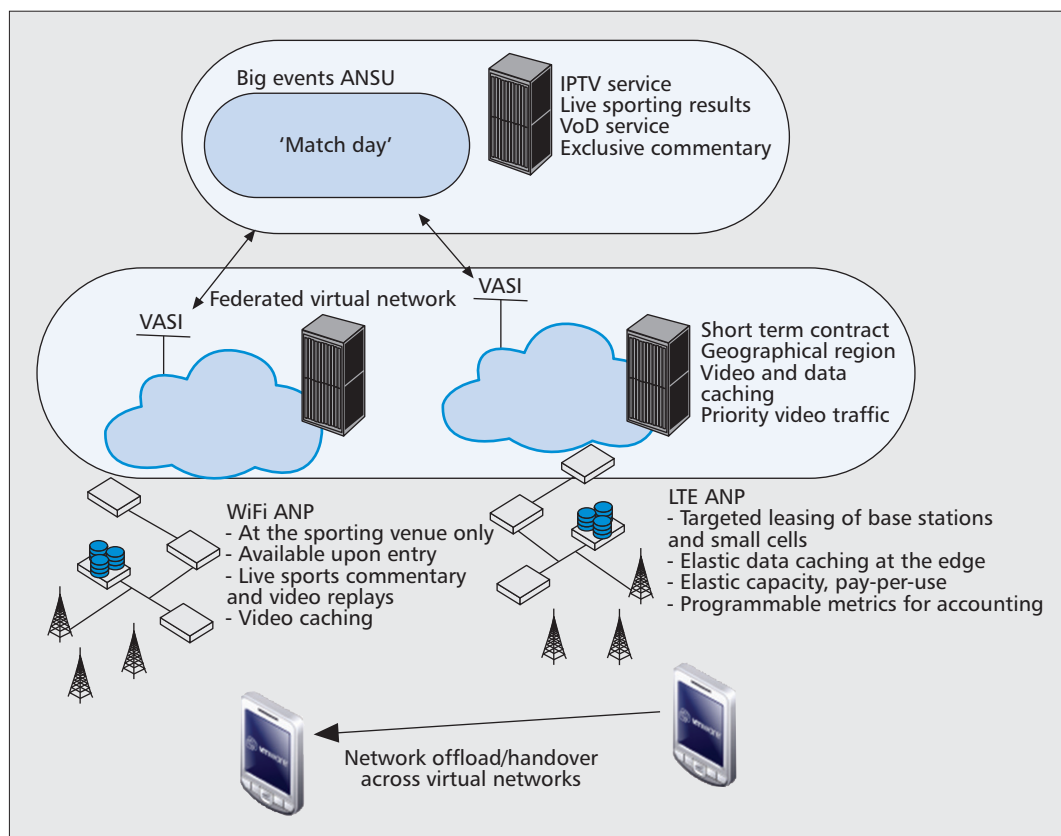 Big events ANSU
'Match day'
IPTV service
Live sporting results
VoD service
Exclusive commentary
Federated virtual network
VASI
VASI
Short term contract
Geographical region
Video and data
caching
Priority video traffic
WiFi ANP
- At the sporting venue only
- Available upon entry
- Live sports commentary
and video replays
- Video caching
LTE ANP
- Targeted leasing of base stations
and small cells
- Elastic data caching at the edge
- Elastic capacity, pay-per-use
- Programmable metrics for accounting
Network offload/handover
across virtual networks